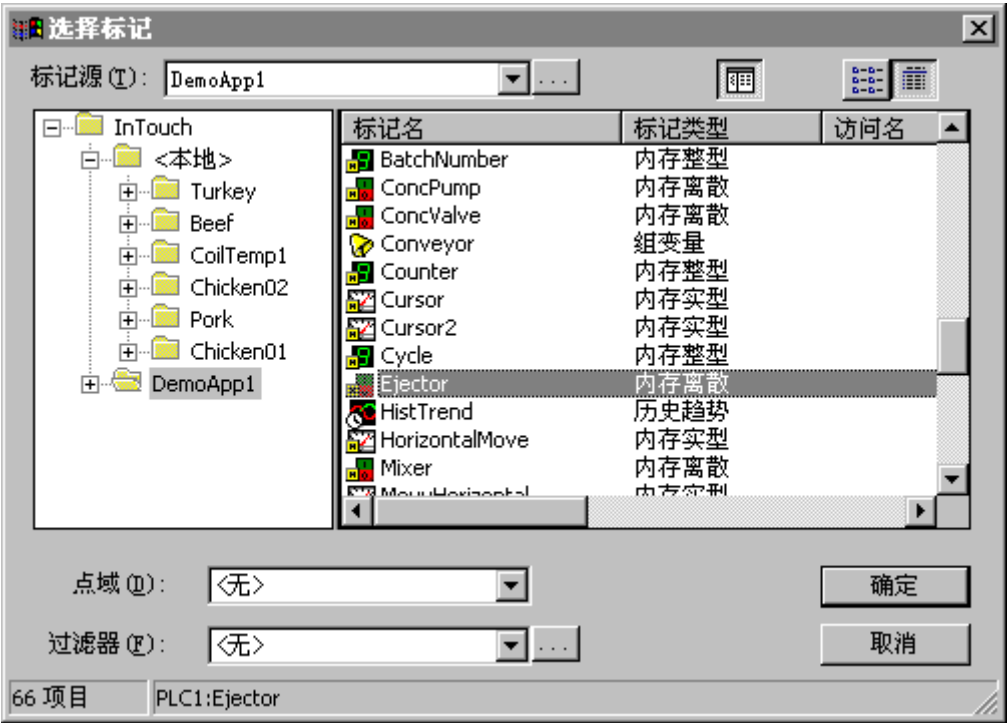 选择标记
标记源(T): DemoApp1 ...
InTouch
<本地>
Turkey
Beef
CoilTemp1
Chicken02
Pork
Chicken01
DemoApp1
标记名 标记类型 访问名
BatchNumber 内存整型
ConcPump 内存离散
ConcValve 内存离散
Conveyor 组变量
Counter 内存整型
Cursor 内存实型
Cursor2 内存实型
Cycle 内存整型
Ejector 内存离散
HistTrend 历史趋势
HorizontalMove 内存实型
Mixer 内存离散
内存实型
点域(D): <无>
确定
过滤器(F): <无> ...
取消
66 项目 PLC1:Ejector